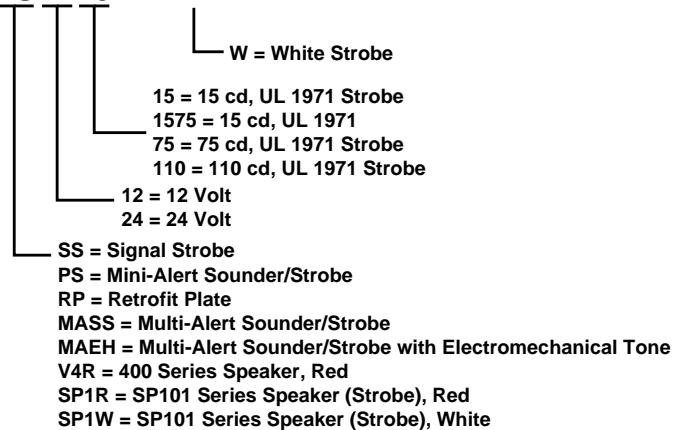 W = White Strobe
15 = 15 cd, UL 1971 Strobe
1575 = 15 cd, UL 1971
75 = 75 cd, UL 1971 Strobe
110 = 110 cd, UL 1971 Strobe
12 = 12 Volt
24 = 24 Volt
SS = Signal Strobe
PS = Mini-Alert Sounder/Strobe
RP = Retrofit Plate
MASS = Multi-Alert Sounder/Strobe
MAEH = Multi-Alert Sounder/Strobe with Electromechanical Tone
V4R = 400 Series Speaker, Red
SP1R = SP101 Series Speaker (Strobe), Red
SP1W = SP101 Series Speaker (Strobe), White